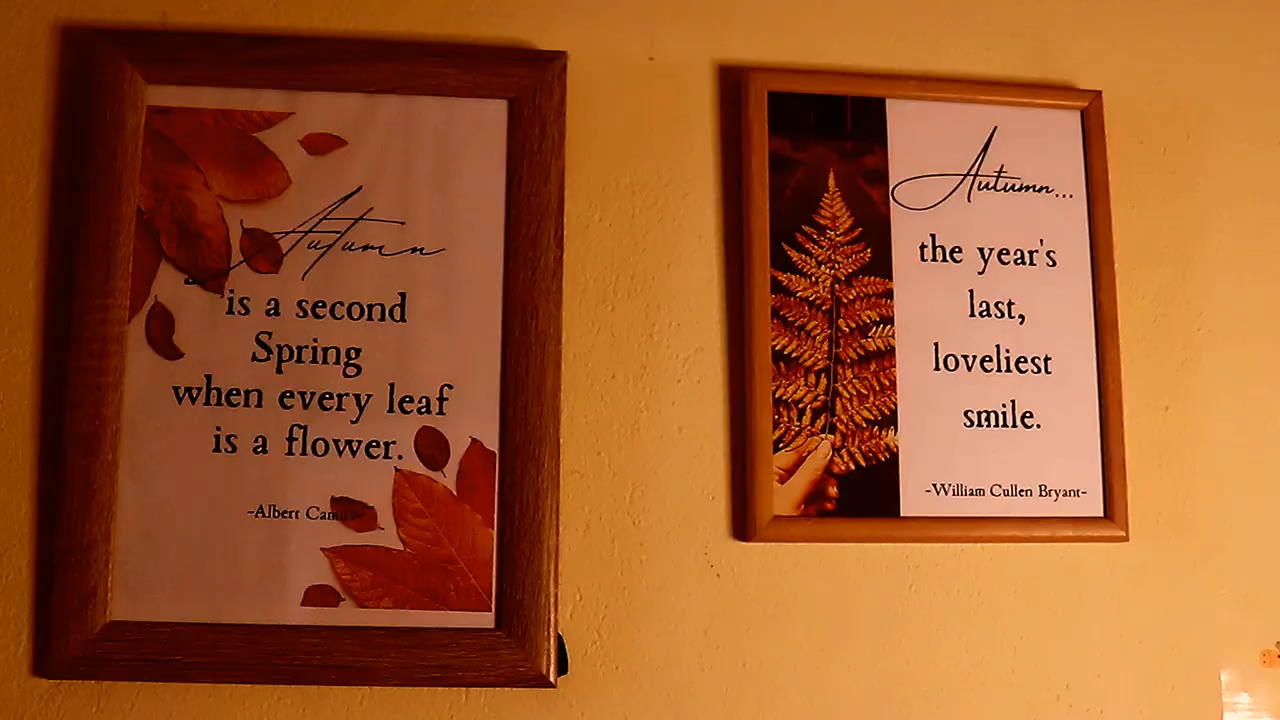 Autumn
is a second
Spring
when every leaf
is a flower.
-Albert
Autumn...
the year's
last,
loveliest
smile.
-William Cullen Bryant-